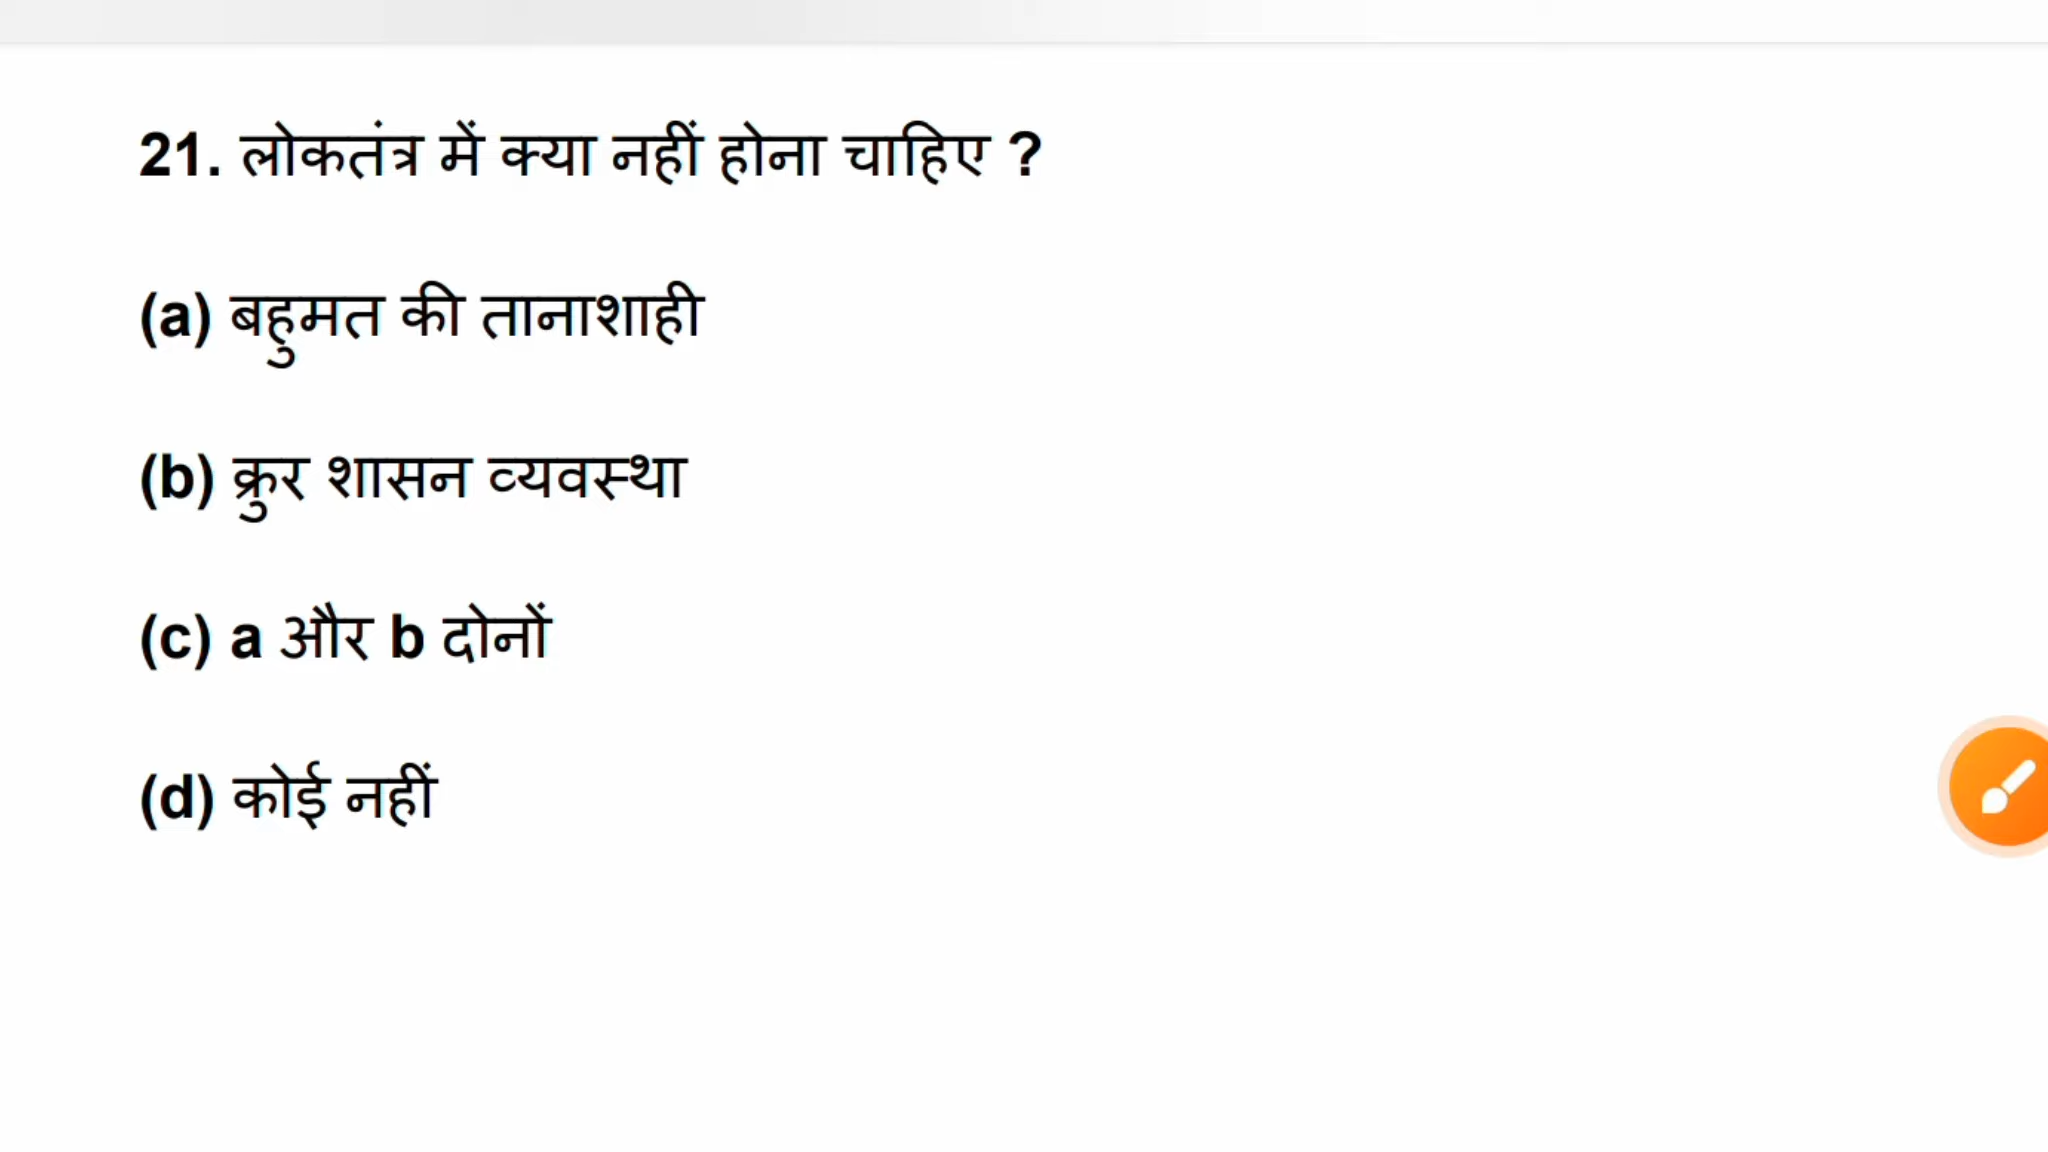 21. लोकतंत्र में क्या नहीं होना चाहिए ?
(a) बहुमत की तानाशाही
(b) क्रुर शासन व्यवस्था
(c) a और b दोनों
(d) कोई नहीं